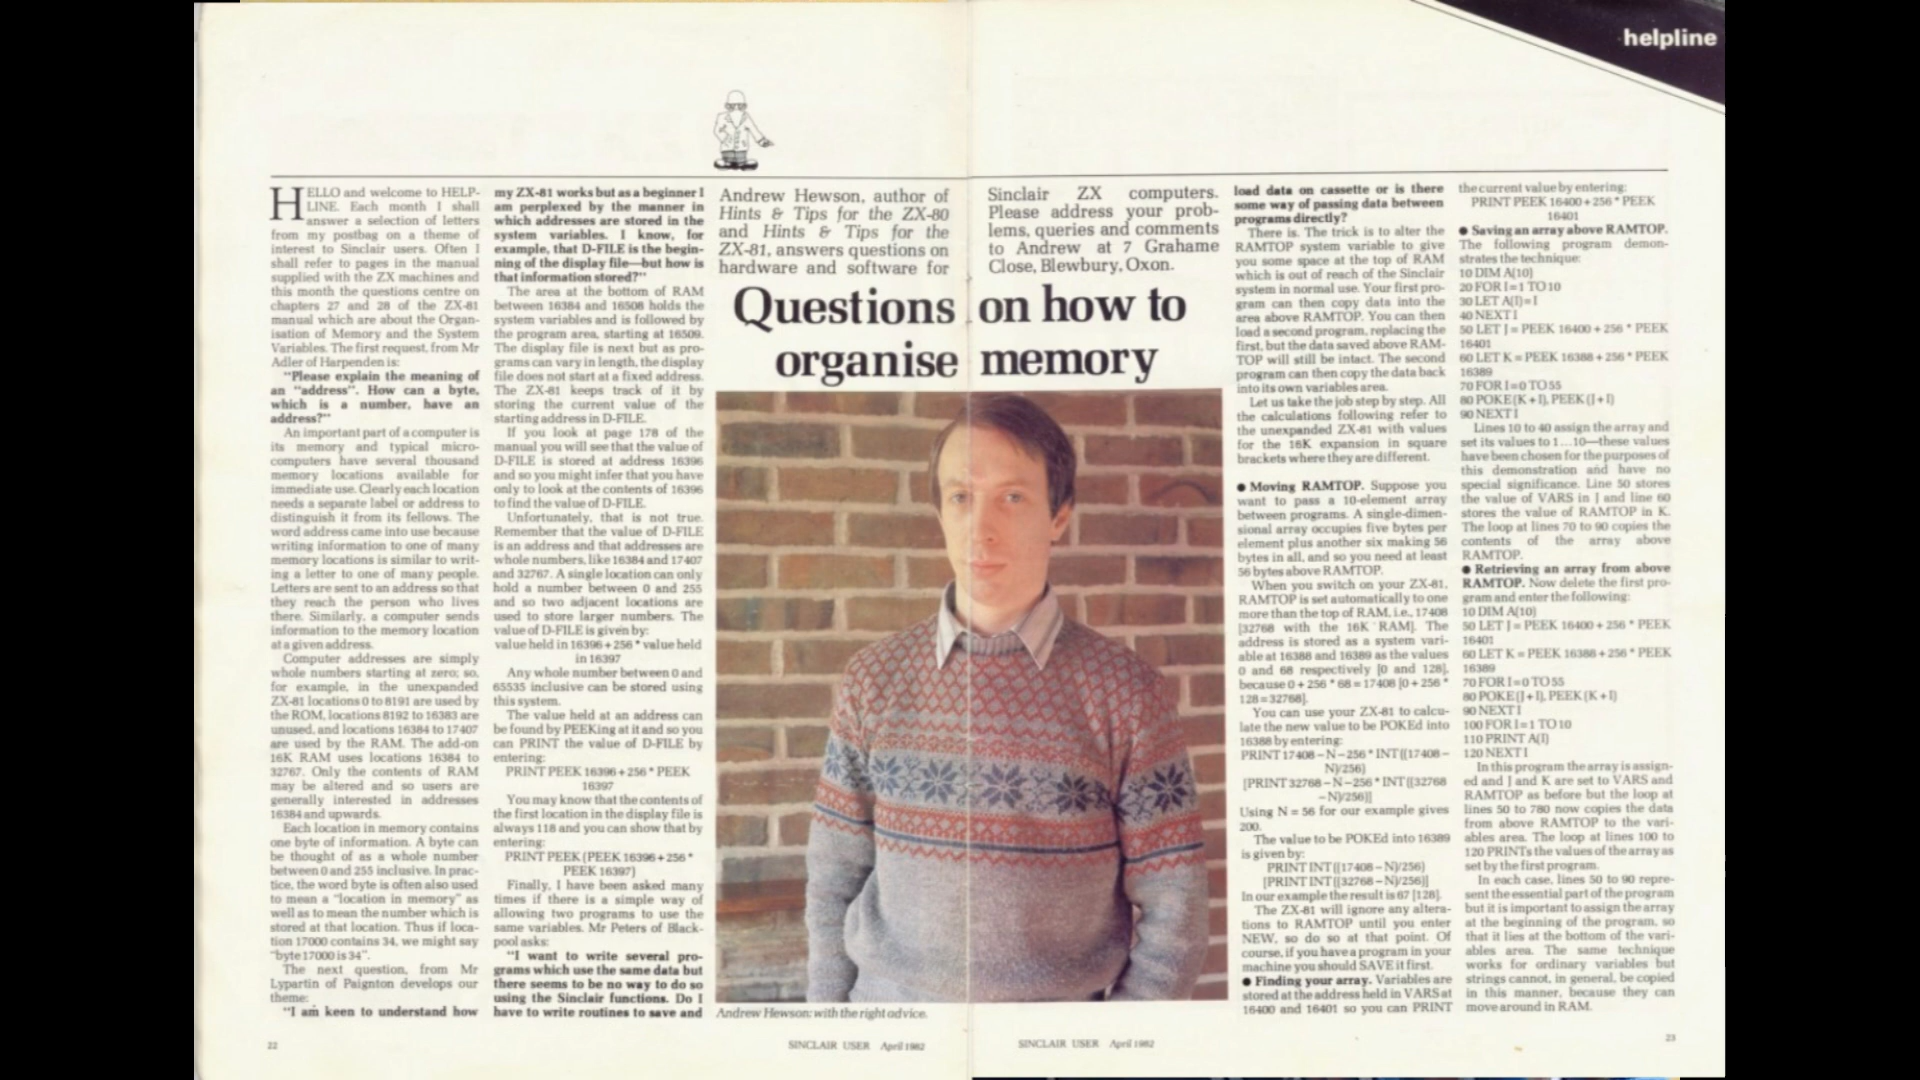 helpline
HELLO and welcome to HELP-
LINE. Each month I shall
answer a selection of letters
from my postbag on a theme of
interest to Sinclair users. Often I
shall refer to pages in the manual
supplied with the ZX machines and
this month the questions centre on
chapters 27 and 28 of the ZX-81
manual which are about the Organ-
isation of Memory and the System
Variables. The first request, from Mr
Adler of Harpenden is:
"Please explain the meaning of
an "address". How can a byte,
which is a number, have an
address?"
An important part of a computer is
its memory and typical micro-
computers have several thousand
memory locations available for
immediate use. Clearly each location
needs a separate label or address to
distinguish it from its fellows. The
word address came into use because
writing information to one of many
memory locations is similar to writ-
ing a letter to one of many people.
Letters are sent to an address so that
they reach the person who lives
there. Similarly, a computer sends
information to the memory location
at a given address.
Computer addresses are simply
whole numbers starting at zero; so,
for example, in the unexpanded
ZX-81 locations 0 to 8191 are used by
the ROM, locations 8192 to 16383 are
unused, and locations 16384 to 17407
are used by the RAM. The add-on
16K RAM uses locations 16384 to
32767. Only the contents of RAM
may be altered and so users are
generally interested in addresses
16384 and upwards.
Each location in memory contains
one byte of information. A byte can
be thought of as a whole number
between 0 and 255 inclusive. In prac-
tice, the word byte is often also used
to mean a "location in memory" as
well as to mean the number which is
stored at that location. Thus if loca-
tion 17000 contains 34, we might say
"byte 17000 is 34".
The next question, from Mr
Lypartin of Paignton develops our
theme:
"I am keen to understand how
my ZX-81 works but as a beginner I
am perplexed by the manner in
which addresses are stored in the
system variables. I know, for
example, that D-FILE is the begin-
ning of the display file—but how is
that information stored?"
The area at the bottom of RAM
between 16384 and 16508 holds the
system variables and is followed by
the program area, starting at 16509.
The display file is next but as pro-
grams can vary in length, the display
file does not start at a fixed address.
The ZX-81 keeps track of it by
storing the current value of the
starting address in D-FILE.
If you look at page 178 of the
manual you will see that the value of
D-FILE is stored at address 16396
and so you might infer that you have
only to look at the contents of 16396
to find the value of D-FILE.
Unfortunately, that is not true.
Remember that the value of D-FILE
is an address and that addresses are
whole numbers, like 16384 and 17407
and 32767. A single location can only
hold a number between 0 and 255
and so two adjacent locations are
used to store larger numbers. The
value of D-FILE is given by:
value held in 16396 + 256 * value held
in 16397
Any whole number between 0 and
65535 inclusive can be stored using
this system.
The value held at an address can
be found by PEEKing at it and so you
can PRINT the value of D-FILE by
entering:
PRINT PEEK 16396 + 256 * PEEK
16397
You may know that the contents of
the first location in the display file is
always 118 and you can show that by
entering:
PRINT PEEK (PEEK 16396 + 256 *
PEEK 16397)
Finally, I have been asked many
times if there is a simple way of
allowing two programs to use the
same variables. Mr Peters of Black-
pool asks:
"I want to write several pro-
grams which use the same data but
there seems to be no way to do so
using the Sinclair functions. Do I
have to write routines to save and
Andrew Hewson, author of
Hints & Tips for the ZX-80
and Hints & Tips for the
ZX-81, answers questions on
hardware and software for
Sinclair ZX computers.
Please address your prob-
lems, queries and comments
to Andrew at 7 Grahame
Close, Blewbury, Oxon.
Questions on how to
organise memory
Andrew Hewson: with the right advice.
load data on cassette or is there
some way of passing data between
programs directly?
There is. The trick is to alter the
RAMTOP system variable to give
you some space at the top of RAM
which is out of reach of the Sinclair
system in normal use. Your first pro-
gram can then copy data into the
area above RAMTOP. You can then
load a second program, replacing the
first, but the data saved above RAM-
TOP will still be intact. The second
program can then copy the data back
into its own variables area.
Let us take the job step by step. All
the calculations following refer to
the unexpanded ZX-81 with values
for the 16K expansion in square
brackets where they are different.
● Moving RAMTOP. Suppose you
want to pass a 10-element array
between programs. A single-dimen-
sional array occupies five bytes per
element plus another six making 56
bytes in all, and so you need at least
56 bytes above RAMTOP.
When you switch on your ZX-81,
RAMTOP is set automatically to one
more than the top of RAM, i.e., 17408
[32768 with the 16K RAM]. The
address is stored as a system vari-
able at 16388 and 16389 as the values
0 and 68 respectively [0 and 128],
because 0 + 256 * 68 = 17408 [0 + 256 *
128 = 32768].
You can use your ZX-81 to calcu-
late the new value to be POKEd into
16388 by entering:
PRINT 17408 – N – 256 * INT((17408 –
N)/256)
[PRINT 32768 – N – 256 * INT((32768
– N)/256)]
Using N = 56 for our example gives
200.
The value to be POKEd into 16389
is given by:
PRINT INT((17408 – N)/256)
[PRINT INT((32768 – N)/256)]
In our example the result is 67 [128].
The ZX-81 will ignore any altera-
tions to RAMTOP until you enter
NEW, so do so at that point. Of
course, if you have a program in your
machine you should SAVE it first.
● Finding your array. Variables are
stored at the address held in VARS at
16400 and 16401 so you can PRINT
the current value by entering:
PRINT PEEK 16400 + 256 * PEEK
16401
● Saving an array above RAMTOP.
The following program demon-
strates the technique:
10 DIM A(10)
20 FOR I = 1 TO 10
30 LET A(I) = I
40 NEXT I
50 LET J = PEEK 16400 + 256 * PEEK
16401
60 LET K = PEEK 16388 + 256 * PEEK
16389
70 FOR I = 0 TO 55
80 POKE (K + I), PEEK (J + I)
90 NEXT I
Lines 10 to 40 assign the array and
set its values to 1...10—these values
have been chosen for the purposes of
this demonstration and have no
special significance. Line 50 stores
the value of VARS in J and line 60
stores the value of RAMTOP in K.
The loop at lines 70 to 90 copies the
contents of the array above
RAMTOP.
● Retrieving an array from above
RAMTOP. Now delete the first pro-
gram and enter the following:
10 DIM A(10)
50 LET J = PEEK 16400 + 256 * PEEK
16401
60 LET K = PEEK 16388 + 256 * PEEK
16389
70 FOR I = 0 TO 55
80 POKE (J + I), PEEK (K + I)
90 NEXT I
100 FOR I = 1 TO 10
110 PRINT A(I)
120 NEXT I
In this program the array is assign-
ed and J and K are set to VARS and
RAMTOP as before but the loop at
lines 50 to 780 now copies the data
from above RAMTOP to the vari-
ables area. The loop at lines 100 to
120 PRINTs the values of the array as
set by the first program.
In each case, lines 50 to 90 repre-
sent the essential part of the program
but it is important to assign the array
at the beginning of the program, so
that it lies at the bottom of the vari-
ables area. The same technique
works for ordinary variables but
strings cannot, in general, be copied
in this manner, because they can
move around in RAM.
22
SINCLAIR USER April 1982
SINCLAIR USER April 1982
23